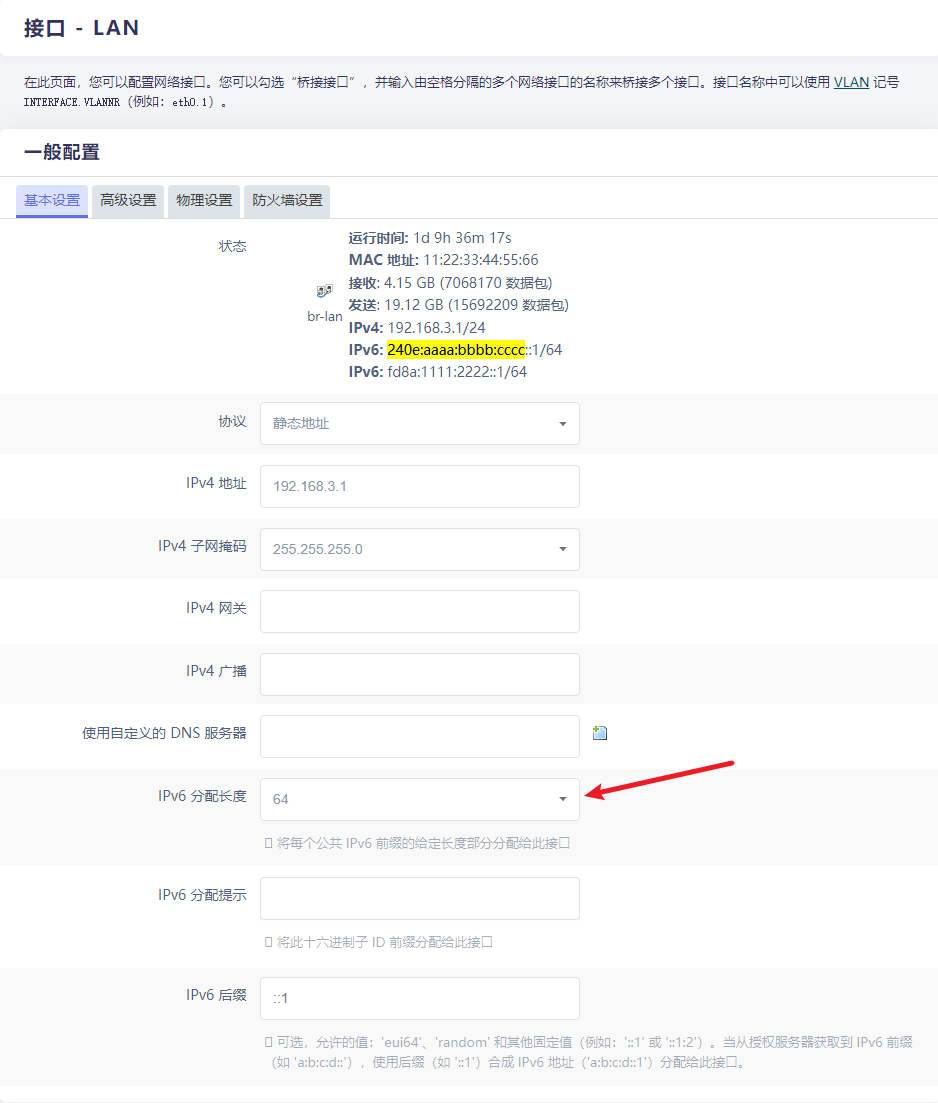 接口 - LAN
在此页面，您可以配置网络接口。您可以勾选“桥接接口”，并输入由空格分隔的多个网络接口的名称来桥接多个接口。接口名称中可以使用 VLAN 记号
INTERFACE.VLANNR（例如：eth0.1）。
一般配置
基本设置 高级设置 物理设置 防火墙设置
状态
br-lan
运行时间: 1d 9h 36m 17s
MAC 地址: 11:22:33:44:55:66
接收: 4.15 GB (7068170 数据包)
发送: 19.12 GB (15692209 数据包)
IPv4: 192.168.3.1/24
IPv6: 240e:aaaa:bbbb:cccc::1/64
IPv6: fd8a:1111:2222::1/64
协议 静态地址
IPv4 地址 192.168.3.1
IPv4 子网掩码 255.255.255.0
IPv4 网关
IPv4 广播
使用自定义的 DNS 服务器
IPv6 分配长度 64
将每个公共 IPv6 前缀的给定长度部分分配给此接口
IPv6 分配提示
将此十六进制子 ID 前缀分配给此接口
IPv6 后缀 ::1
可选，允许的值：'eui64'、'random' 和其他固定值（例如：'::1' 或 '::1:2'）。当从授权服务器获取到 IPv6 前缀
（如 'a:b:c:d::'），使用后缀（如 '::1'）合成 IPv6 地址（'a:b:c:d::1'）分配给此接口。